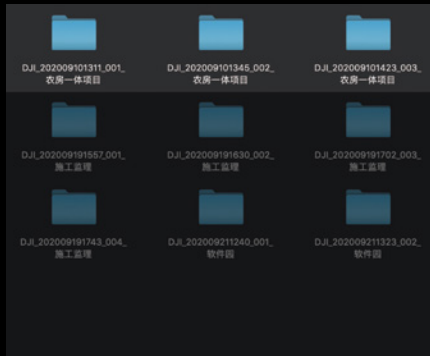 DJI_202009101311_001_
农房一体项目
DJI_202009101345_002_
农房一体项目
DJI_202009101423_003_
农房一体项目
DJI_202009191557_001_
施工监理
DJI_202009191630_002_
施工监理
DJI_202009191702_003_
施工监理
DJI_202009191743_004_
施工监理
DJI_202009211240_001_
软件园
DJI_202009211323_002_
软件园